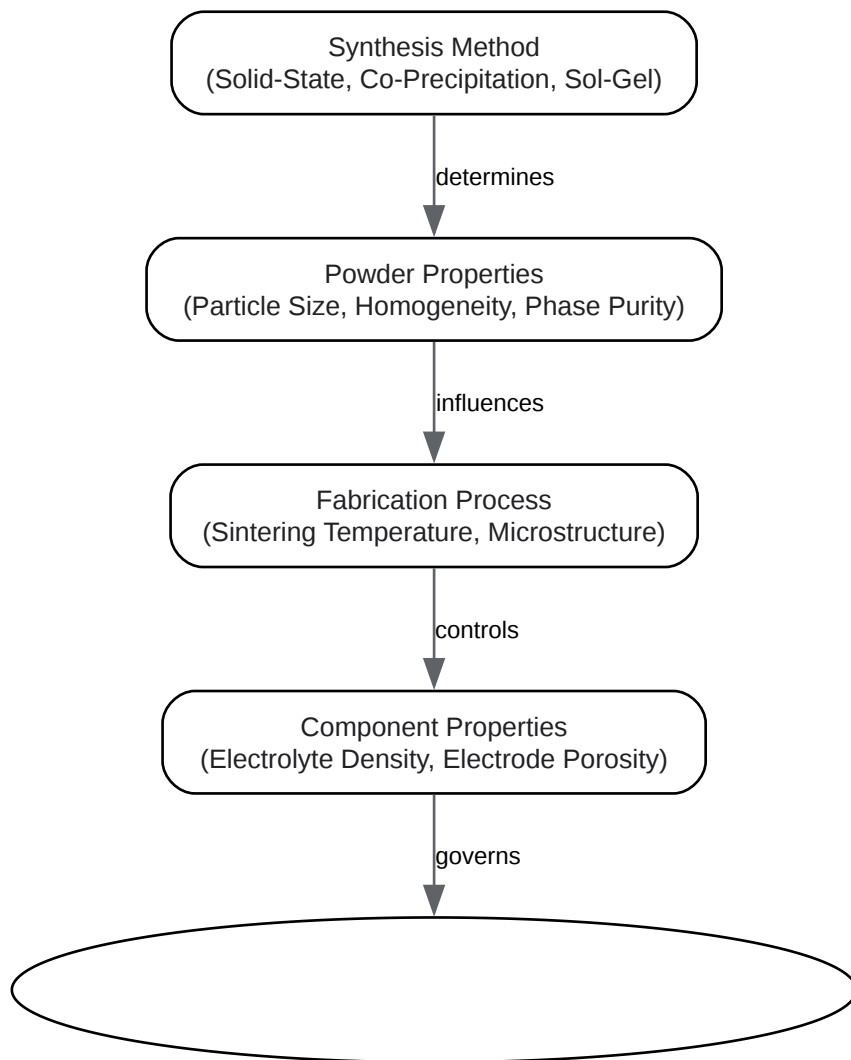 Synthesis Method
(Solid-State, Co-Precipitation, Sol-Gel)
determines
Powder Properties
(Particle Size, Homogeneity, Phase Purity)
influences
Fabrication Process
(Sintering Temperature, Microstructure)
controls
Component Properties
(Electrolyte Density, Electrode Porosity)
governs